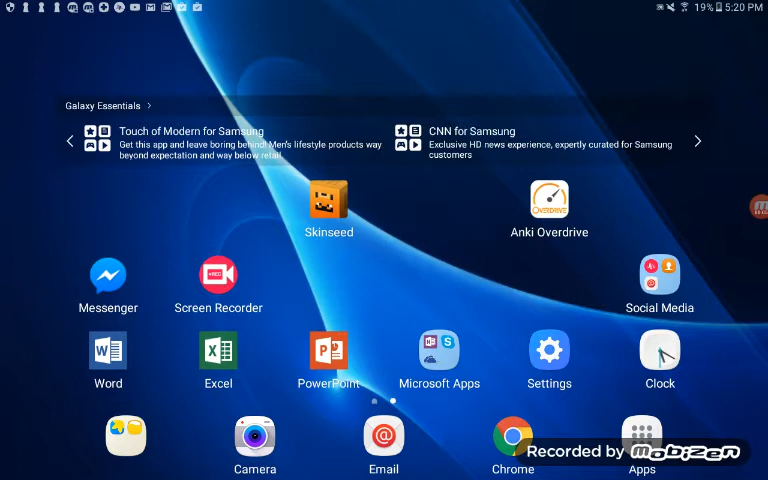 19% 5:20 PM
Galaxy Essentials >
Touch of Modern for Samsung
Get this app and leave boring behind! Men's lifestyle products way
beyond expectation and way below retail.
CNN for Samsung
Exclusive HD news experience, expertly curated for Samsung
customers
OVERDRIVE
Skinseed
Anki Overdrive
REC
Messenger
Screen Recorder
Social Media
Word
Excel
PowerPoint
Microsoft Apps
Settings
Clock
Camera
Email
Chrome
Apps
Recorded by mobizen